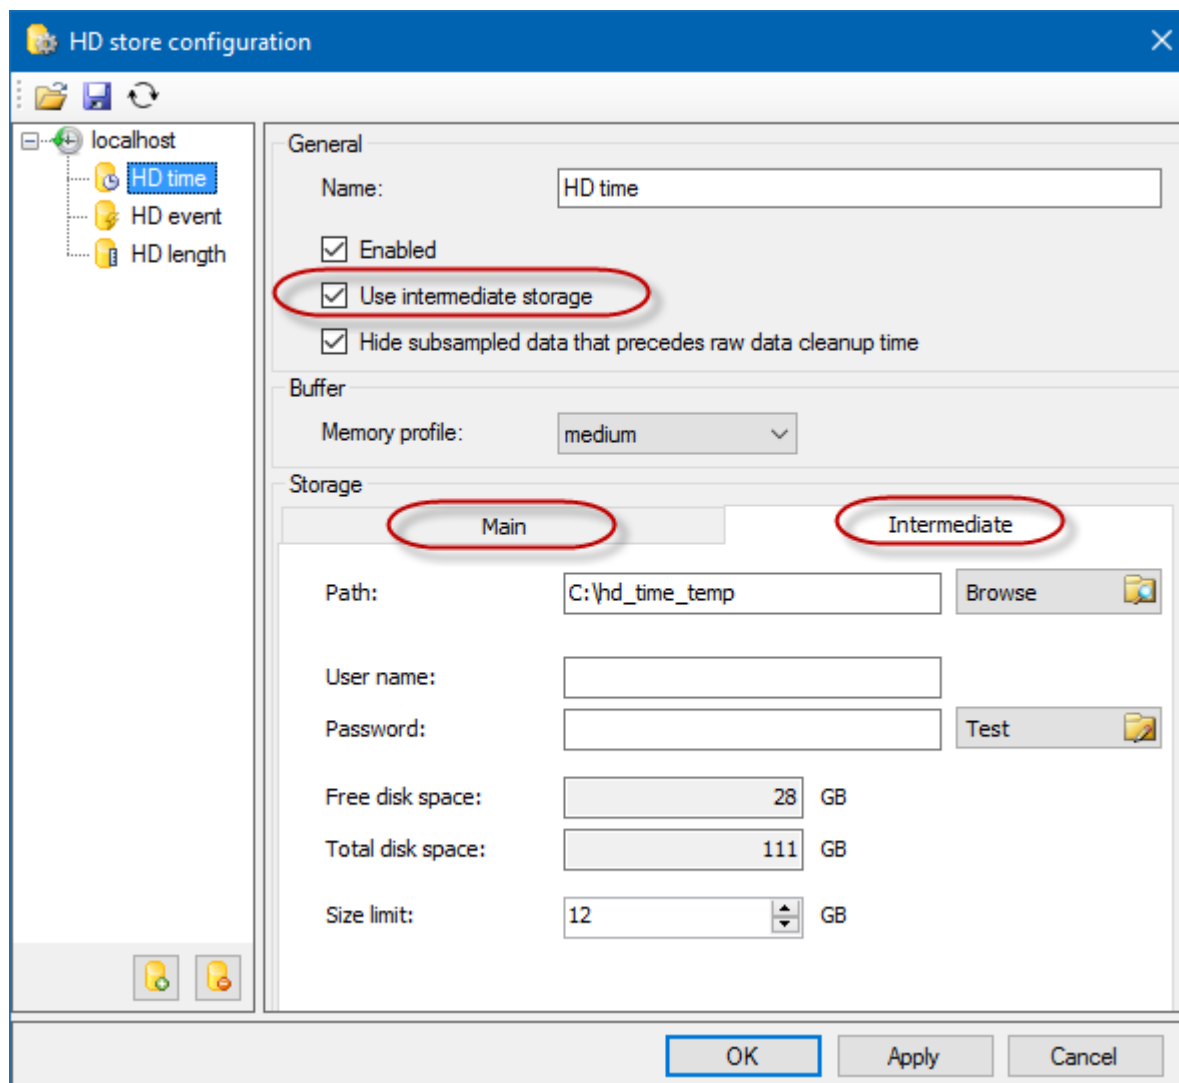 HD store configuration
localhost
HD time
HD event
HD length
General
Name: HD time
Enabled
Use intermediate storage
Hide subsampled data that precedes raw data cleanup time
Buffer
Memory profile: medium
Storage
Main Intermediate
Path: C:\hd_time_temp Browse
User name:
Password: Test
Free disk space: 28 GB
Total disk space: 111 GB
Size limit: 12 GB
OK Apply Cancel